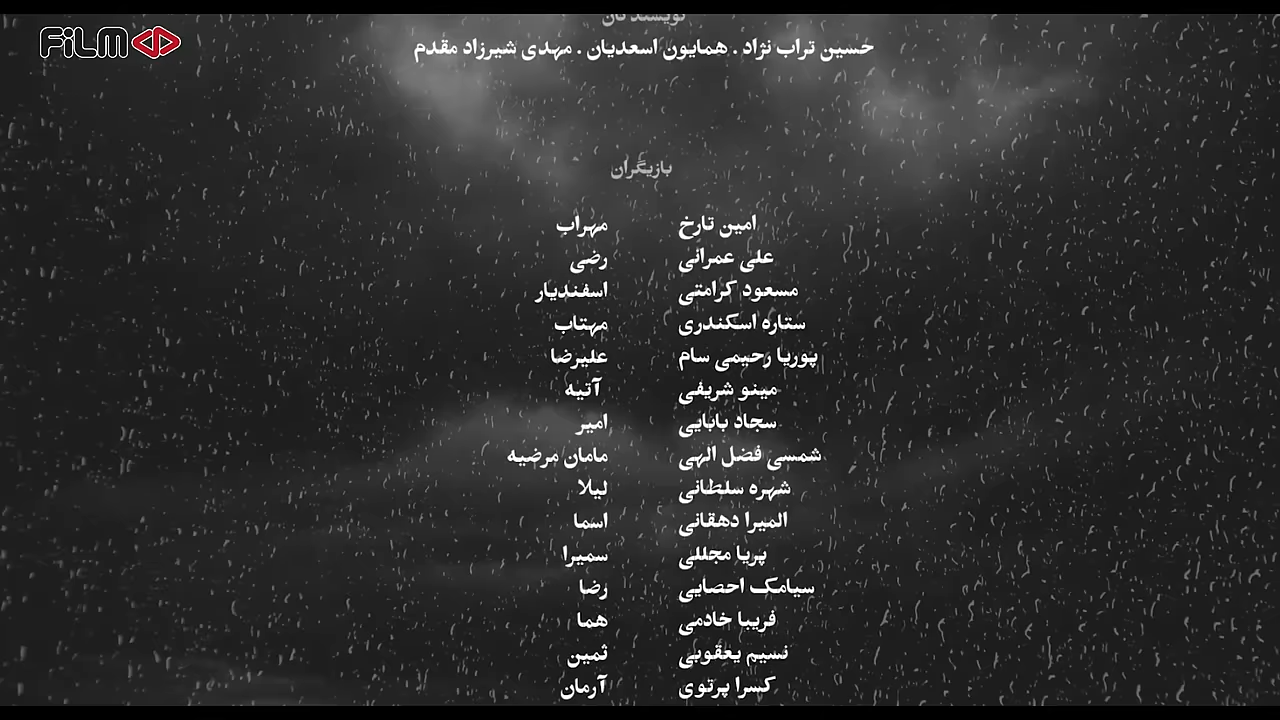 FiLM
نویسندگان
حسین تراب نژاد . همایون اسعدیان . مهدی شیرزاد مقدم
بازیگران
امین تارخ مهراب
علی عمرانی رضی
مسعود کرامتی اسفندیار
ستاره اسکندری مهتاب
پوریا رحیمی سام علیرضا
مینو شریفی آتیه
سجاد بابایی امیر
شمسی فضل الهی مامان مرضیه
شهره سلطانی لیلا
المیرا دهقانی اسما
پریا مجللی سمیرا
سیامک احصایی رضا
فریبا خادمی هما
نسیم یعقوبی ثمین
کسرا پرتوی آرمان